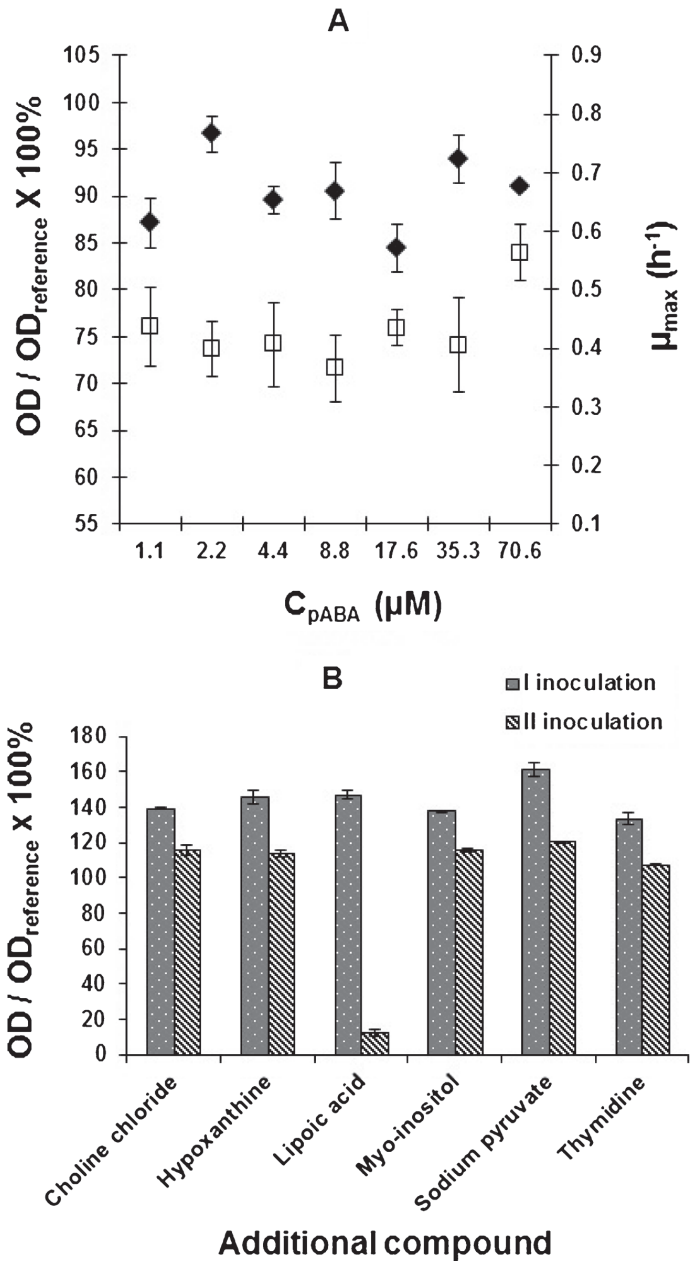 A
105
100
95
90
85
80
75
70
65
60
55
OD / ODreference X 100%
0.9
0.8
0.7
0.6
0.5
0.4
0.3
0.2
0.1
µmax (h-1)
1.1 2.2 4.4 8.8 17.6 35.3 70.6
CpABA (µM)
B
I inoculation
II inoculation
180
160
140
120
100
80
60
40
20
0
OD / ODreference X 100%
Choline chloride
Hypoxanthine
Lipoic acid
Myo-inositol
Sodium pyruvate
Thymidine
Additional compound